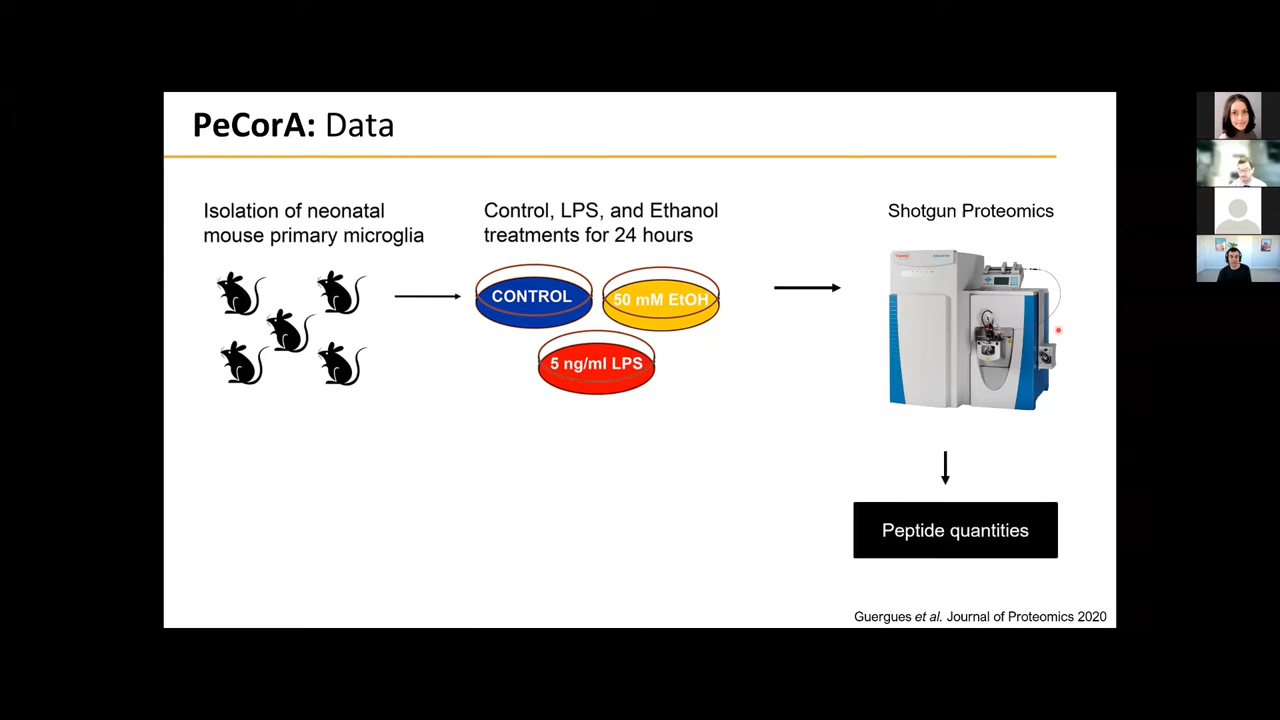 PeCorA: Data
Isolation of neonatal
mouse primary microglia
Control, LPS, and Ethanol
treatments for 24 hours
Shotgun Proteomics
CONTROL
50 mM EtOH
5 ng/ml LPS
Peptide quantities
Guergues et al. Journal of Proteomics 2020